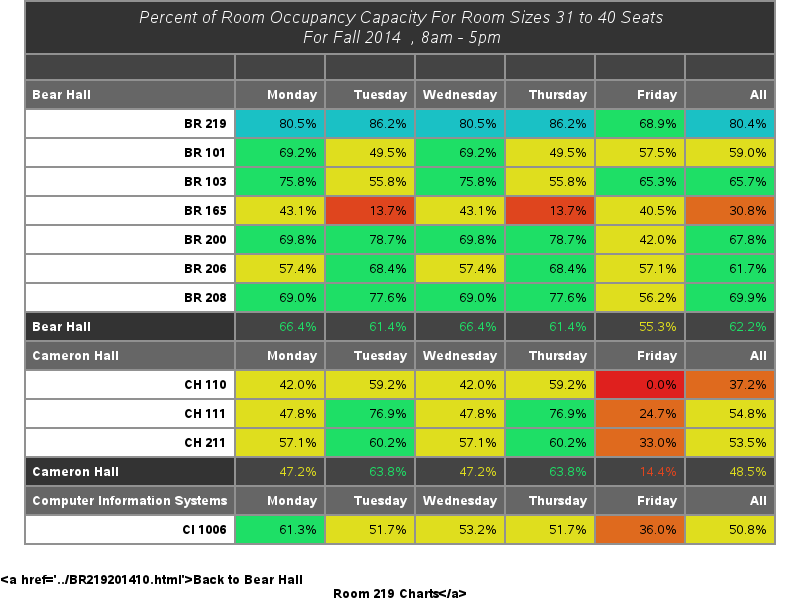 Percent of Room Occupancy Capacity For Room Sizes 31 to 40 Seats
For Fall 2014 , 8am - 5pm
Bear Hall Monday Tuesday Wednesday Thursday Friday All
BR 219 80.5% 86.2% 80.5% 86.2% 68.9% 80.4%
BR 101 69.2% 49.5% 69.2% 49.5% 57.5% 59.0%
BR 103 75.8% 55.8% 75.8% 55.8% 65.3% 65.7%
BR 165 43.1% 13.7% 43.1% 13.7% 40.5% 30.8%
BR 200 69.8% 78.7% 69.8% 78.7% 42.0% 67.8%
BR 206 57.4% 68.4% 57.4% 68.4% 57.1% 61.7%
BR 208 69.0% 77.6% 69.0% 77.6% 56.2% 69.9%
Bear Hall 66.4% 61.4% 66.4% 61.4% 55.3% 62.2%
Cameron Hall Monday Tuesday Wednesday Thursday Friday All
CH 110 42.0% 59.2% 42.0% 59.2% 0.0% 37.2%
CH 111 47.8% 76.9% 47.8% 76.9% 24.7% 54.8%
CH 211 57.1% 60.2% 57.1% 60.2% 33.0% 53.5%
Cameron Hall 47.2% 63.8% 47.2% 63.8% 14.4% 48.5%
Computer Information Systems Monday Tuesday Wednesday Thursday Friday All
CI 1006 61.3% 51.7% 53.2% 51.7% 36.0% 50.8%
<a href='../BR219201410.html'>Back to Bear Hall
Room 219 Charts</a>